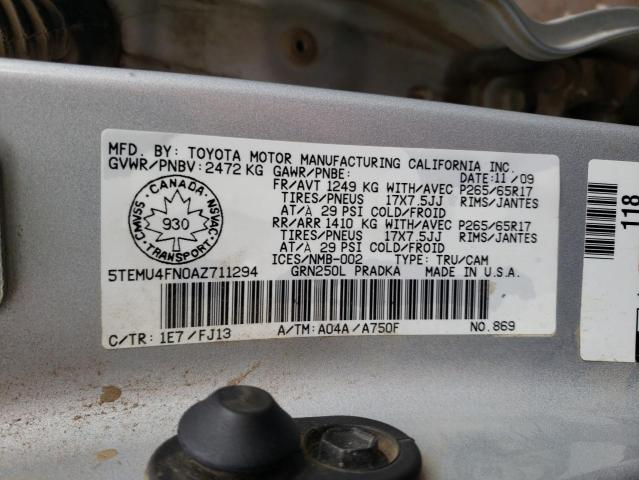 MFD. BY: TOYOTA MOTOR MANUFACTURING CALIFORNIA INC.
GVWR/PNBV: 2472 KG GAWR/PNBE: DATE: 11/09
FR/AVT 1249 KG WITH/AVEC P265/65R17
TIRES/PNEUS 17X7.5JJ RIMS/JANTES
AT/A 29 PSI COLD/FROID
RR/ARR 1410 KG WITH/AVEC P265/65R17
TIRES/PNEUS 17X7.5JJ RIMS/JANTES
AT/A 29 PSI COLD/FROID
ICES/NMB-002 TYPE: TRU/CAM
CANADA
CMVSS NSVAC
930
5TEMU4FN0AZ711294 GRN250L PRADKA MADE IN U.S.A.
C/TR: 1E7/FJ13 A/TM: A04A/A750F NO.869
118